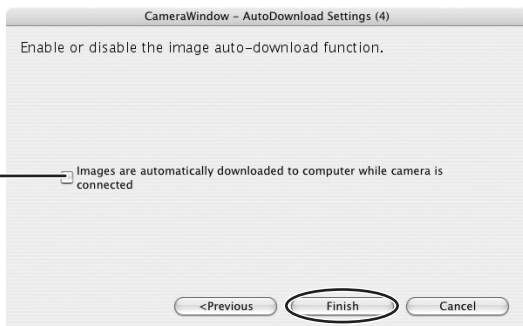 CameraWindow – AutoDownload Settings (4)
Enable or disable the image auto-download function.
Images are automatically downloaded to computer while camera is
connected
<Previous
Finish
Cancel